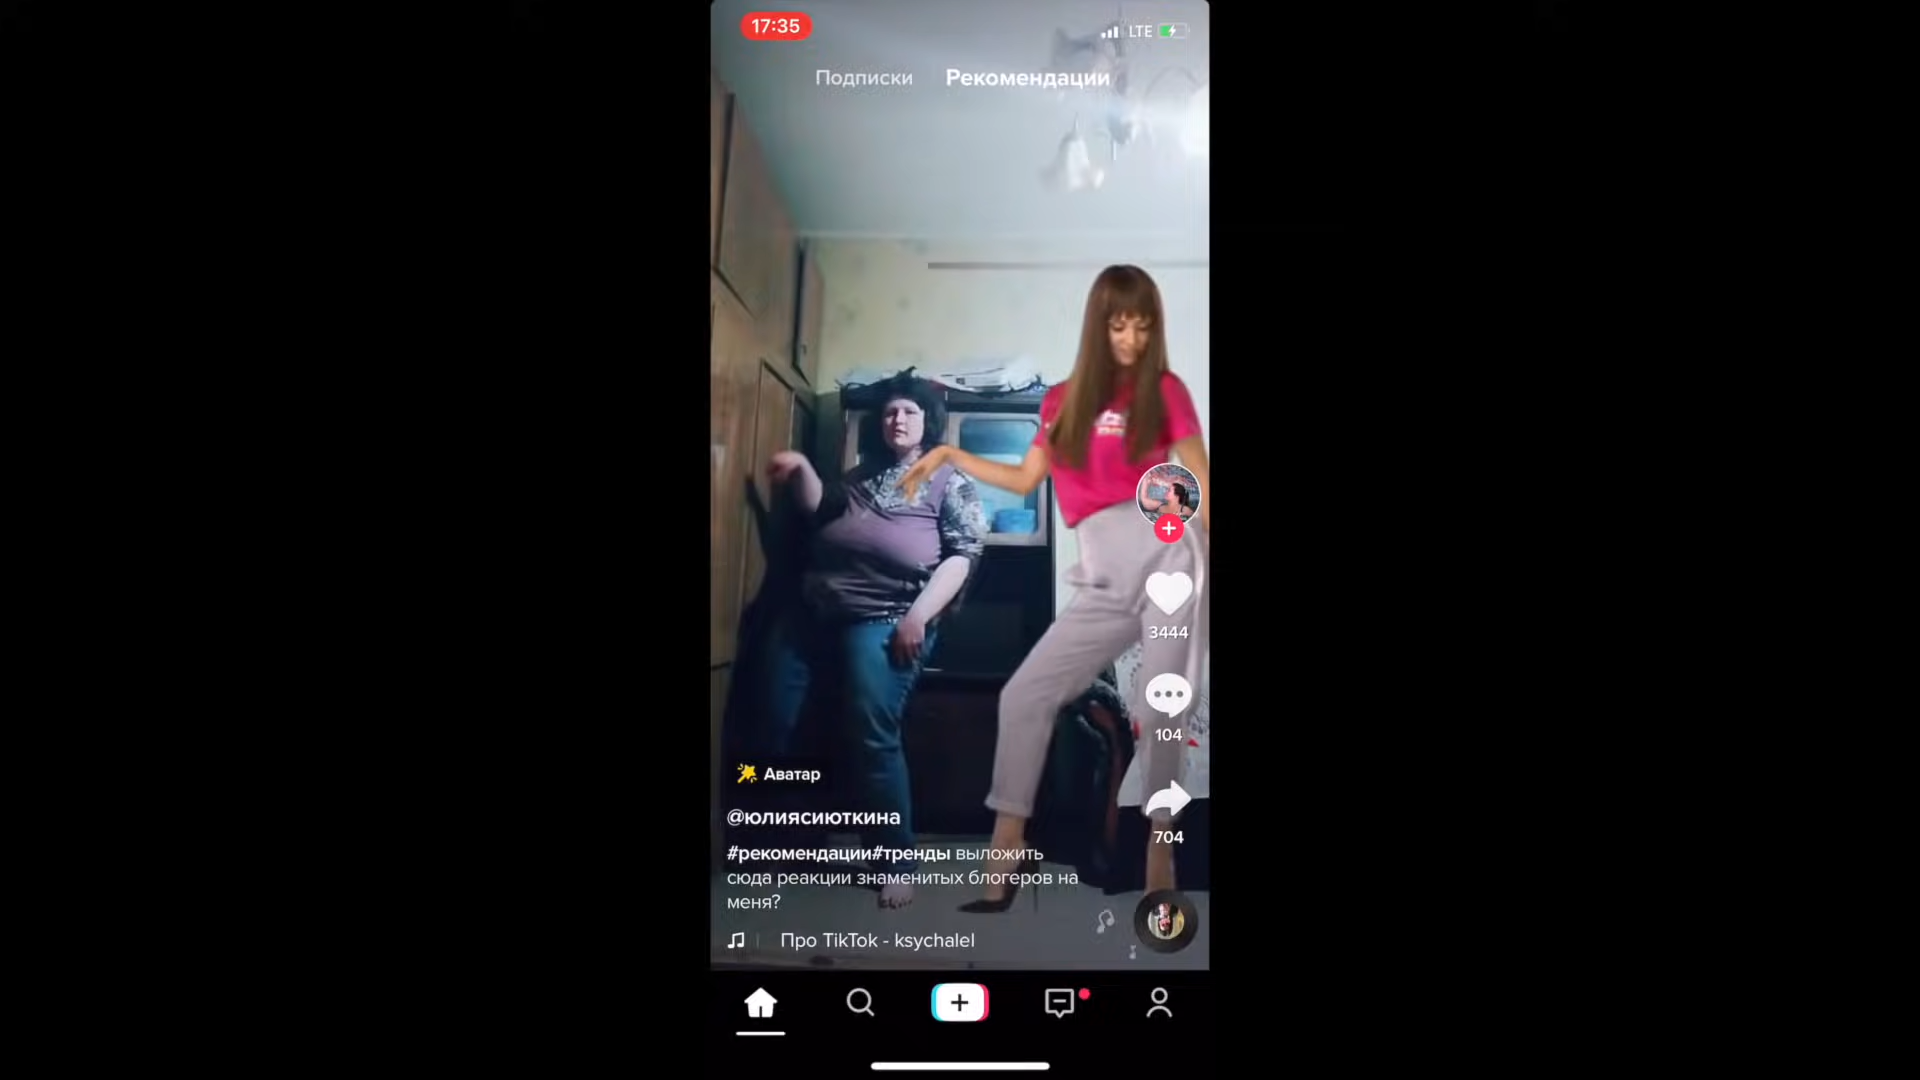 17:35
LTE
Подписки
Рекомендации
3444
104
704
Аватар
@юлиясиюткина
#рекомендации#тренды выложить
сюда реакции знаменитых блогеров на
меня?
Про TikTok - ksychalel